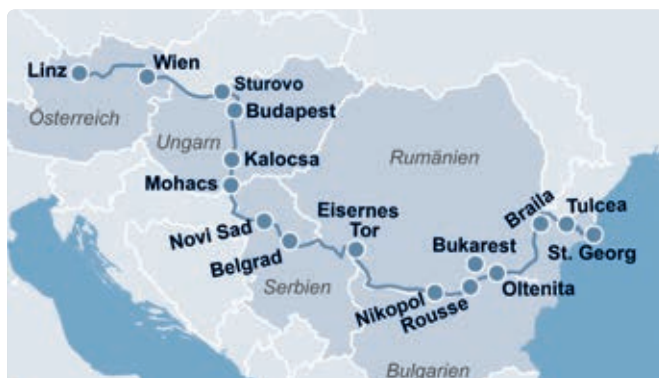 Linz
Wien
Sturovo
Budapest
Österreich
Ungarn
Kalocsa
Rumänien
Mohacs
Novi Sad
Eisernes
Tor
Braila
Tulcea
Belgrad
Bukarest
St. Georg
Serbien
Nikopol
Rousse
Oltenita
Bulgarien